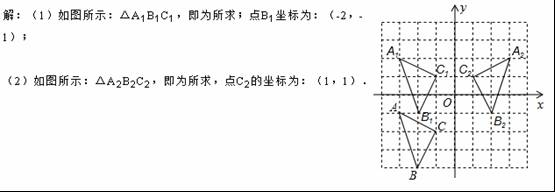 解：（1）如图所示：△A₁B₁C₁，即为所求；点B₁坐标为：（-2，-
1）；
（2）如图所示：△A₂B₂C₂，即为所求，点C₂的坐标为：（1，1）．
y
A₁
A₂
C₁
C₂
O
x
A
B₁
B₂
C
B